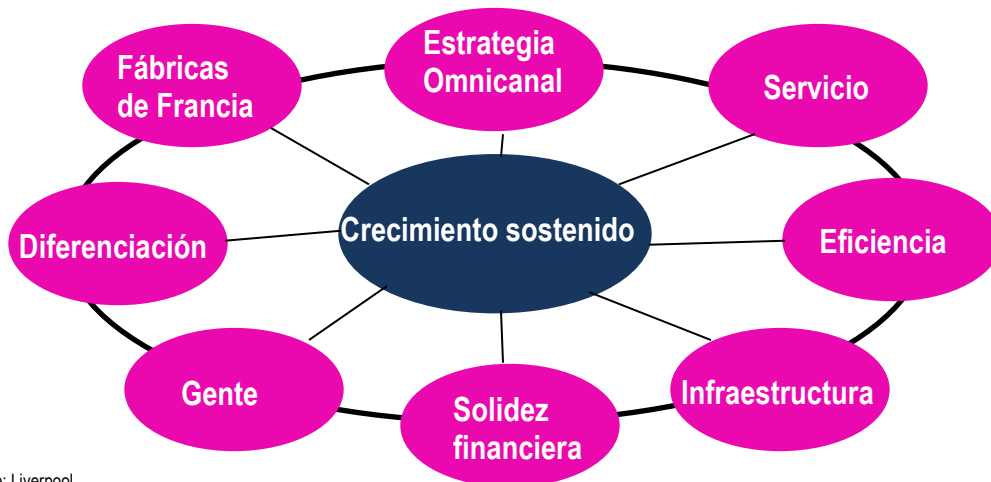 Estrategia
Omnicanal
Fábricas
de Francia
Servicio
Crecimiento sostenido
Diferenciación
Eficiencia
Gente
Infraestructura
Solidez
financiera
: Liverpool